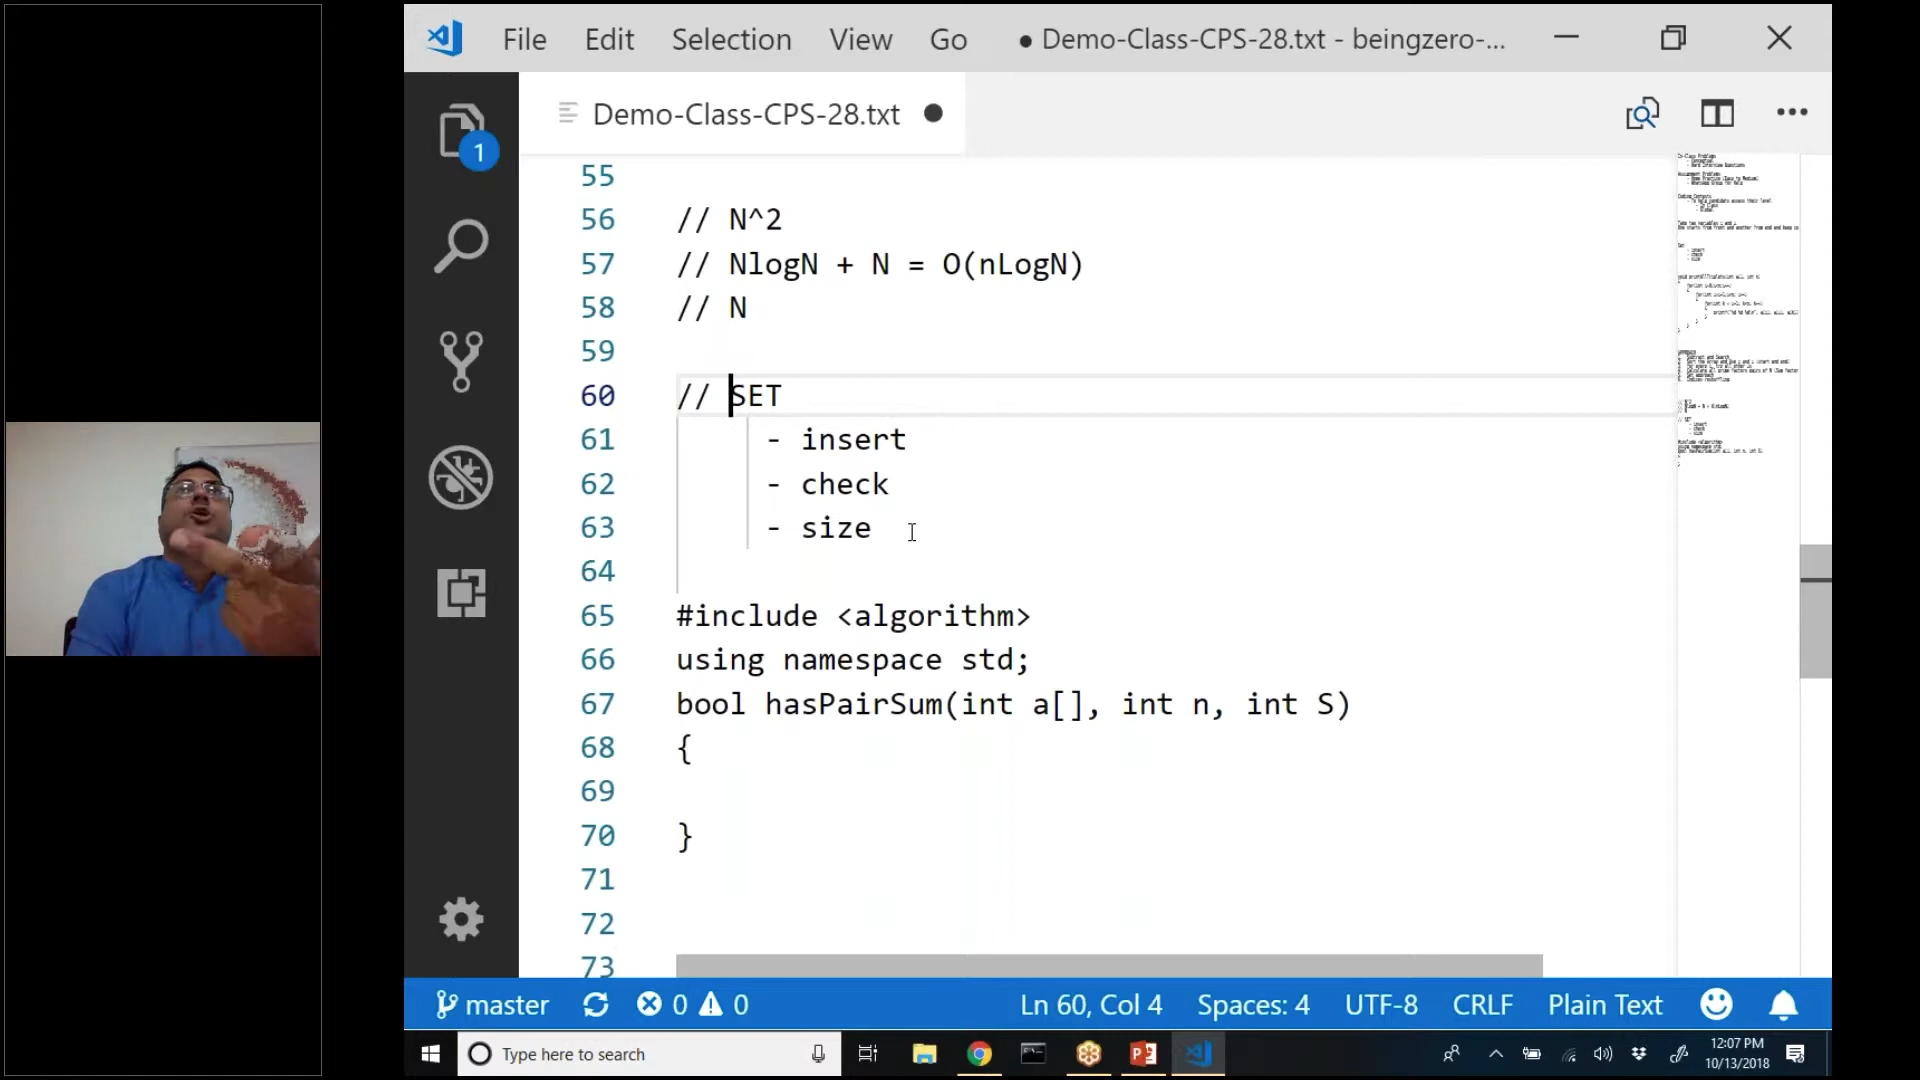 File Edit Selection View Go ● Demo-Class-CPS-28.txt - beingzero-...
Demo-Class-CPS-28.txt ●
1
55
56 // N^2
57 // NlogN + N = O(nLogN)
58 // N
59
60 // SET
61 - insert
62 - check
63 - size
64
65 #include <algorithm>
66 using namespace std;
67 bool hasPairSum(int a[], int n, int S)
68 {
69
70 }
71
72
73
master 0 0 Ln 60, Col 4 Spaces: 4 UTF-8 CRLF Plain Text
Type here to search
12:07 PM
10/13/2018